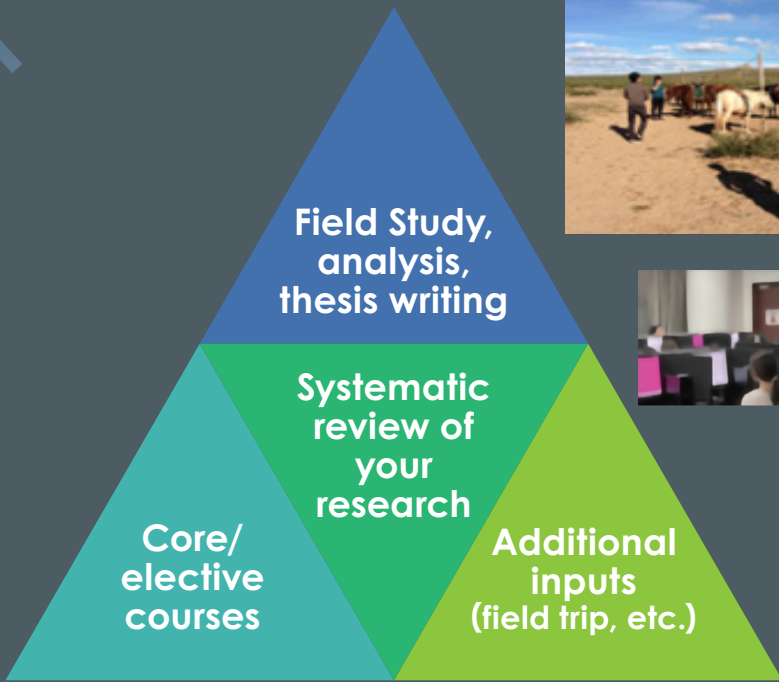 Field Study,
analysis,
thesis writing
Systematic
review of
your
research
Core/
elective
courses
Additional
inputs
(field trip, etc.)